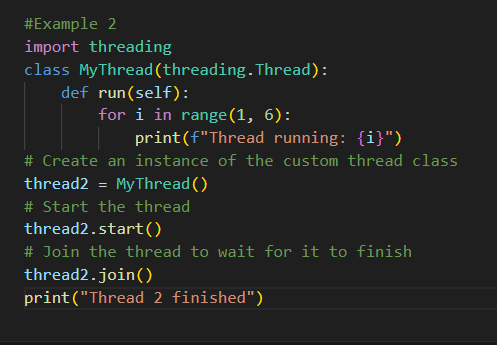 #Example 2
import threading
class MyThread(threading.Thread):
    def run(self):
        for i in range(1, 6):
            print(f"Thread running: {i}")
# Create an instance of the custom thread class
thread2 = MyThread()
# Start the thread
thread2.start()
# Join the thread to wait for it to finish
thread2.join()
print("Thread 2 finished")